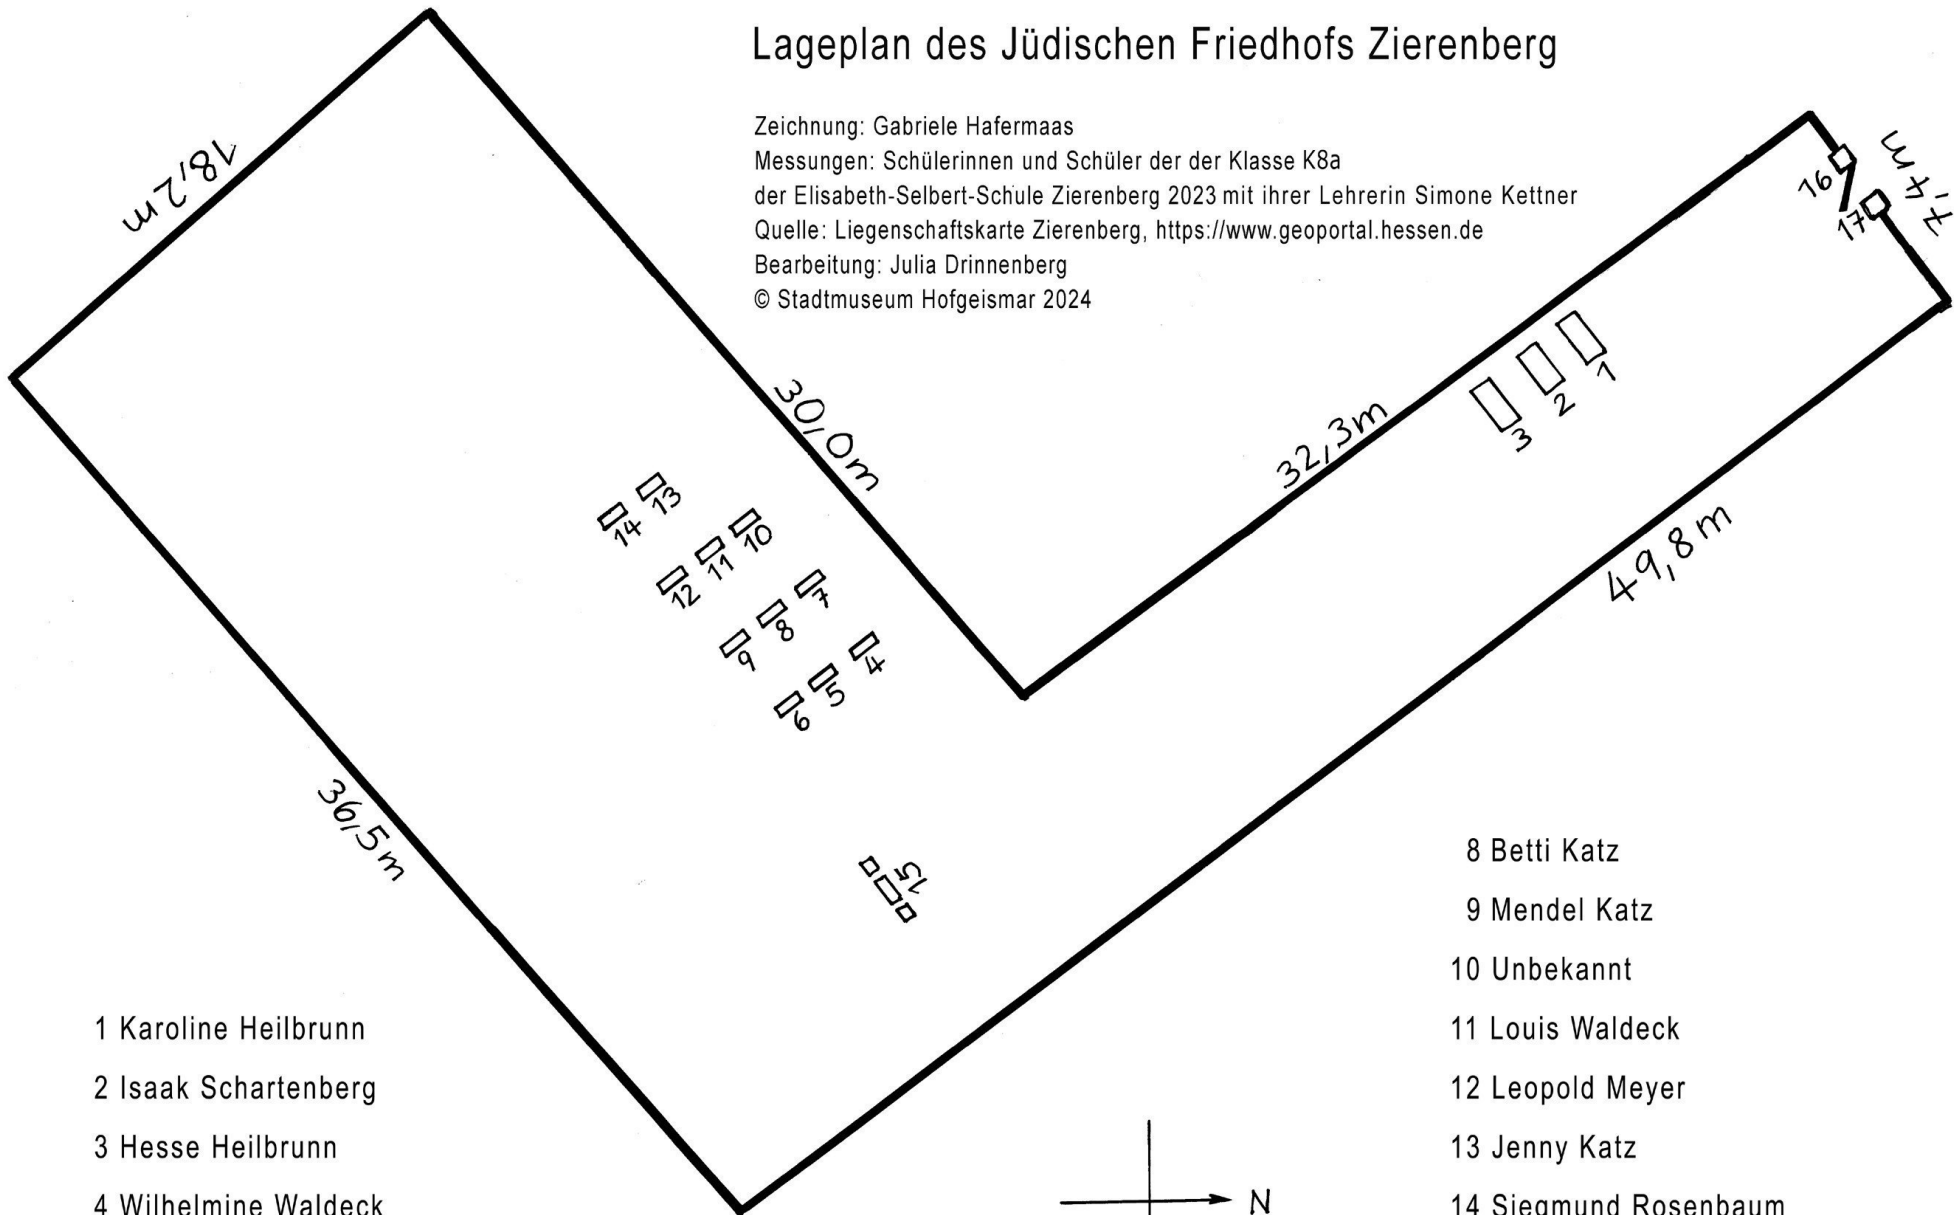 Lageplan des Jüdischen Friedhofs Zierenberg
Zeichnung: Gabriele Hafermaas
Messungen: Schülerinnen und Schüler der der Klasse K8a
der Elisabeth-Selbert-Schule Zierenberg 2023 mit ihrer Lehrerin Simone Kettner
Quelle: Liegenschaftskarte Zierenberg, https://www.geoportal.hessen.de
Bearbeitung: Julia Drinnenberg
© Stadtmuseum Hofgeismar 2024
18,2m
30,0m
32,3m
7,4m
49,8m
36,5m
16
17
1
2
3
13
14
10
11
12
7
8
9
4
5
6
15
1 Karoline Heilbrunn
2 Isaak Schartenberg
3 Hesse Heilbrunn
4 Wilhelmine Waldeck
N
8 Betti Katz
9 Mendel Katz
10 Unbekannt
11 Louis Waldeck
12 Leopold Meyer
13 Jenny Katz
14 Siegmund Rosenbaum